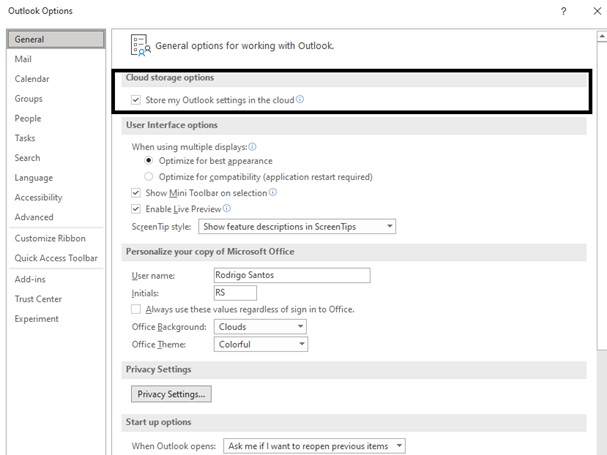 Outlook Options
?
General
Mail
Calendar
Groups
People
Tasks
Search
Language
Accessibility
Advanced
Customize Ribbon
Quick Access Toolbar
Add-ins
Trust Center
Experiment
General options for working with Outlook.
Cloud storage options
Store my Outlook settings in the cloud
User Interface options
When using multiple displays:
Optimize for best appearance
Optimize for compatibility (application restart required)
Show Mini Toolbar on selection
Enable Live Preview
ScreenTip style: Show feature descriptions in ScreenTips
Personalize your copy of Microsoft Office
User name: Rodrigo Santos
Initials: RS
Always use these values regardless of sign in to Office.
Office Background: Clouds
Office Theme: Colorful
Privacy Settings
Privacy Settings...
Start up options
When Outlook opens: Ask me if I want to reopen previous items